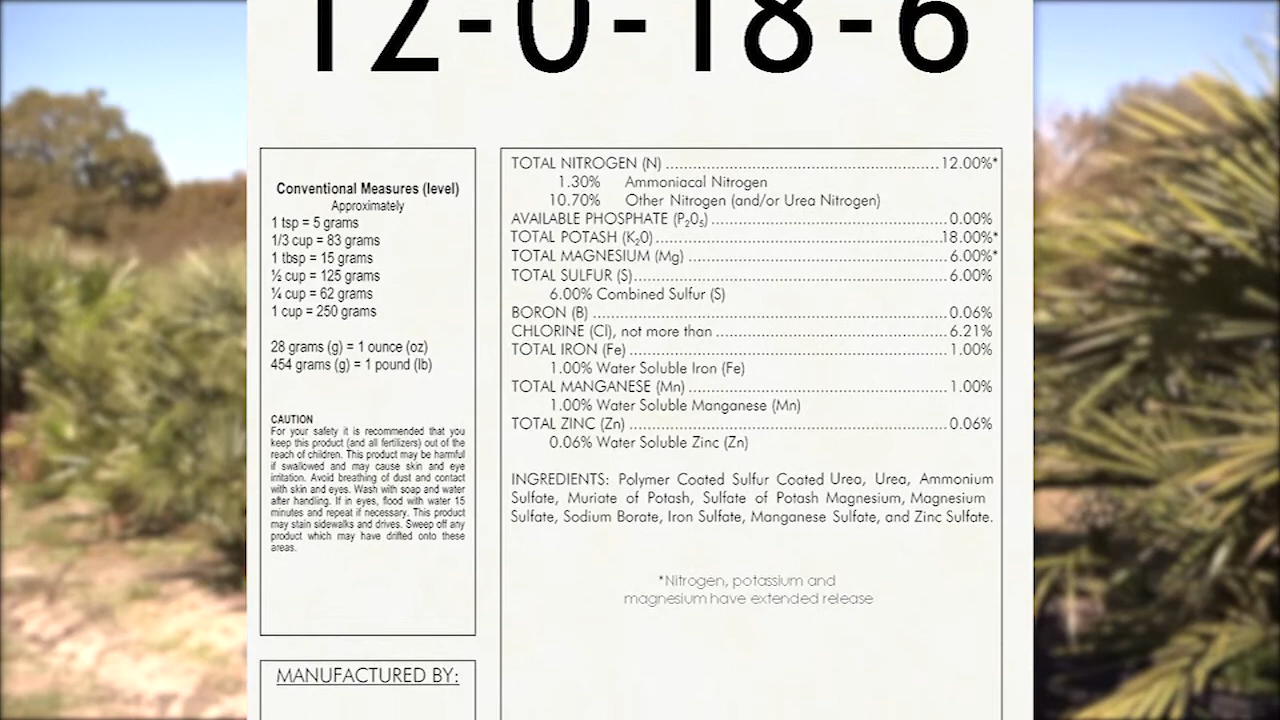 12-0-18-6
Conventional Measures (level)
Approximately
1 tsp = 5 grams
1/3 cup = 83 grams
1 tbsp = 15 grams
½ cup = 125 grams
¼ cup = 62 grams
1 cup = 250 grams
28 grams (g) = 1 ounce (oz)
454 grams (g) = 1 pound (lb)
CAUTION
For your safety it is recommended that you
keep this product (and all fertilizers) out of the
reach of children. This product may be harmful
if swallowed and may cause skin and eye
irritation. Avoid breathing of dust and contact
with skin and eyes. Wash with soap and water
after handling. If in eyes, flood with water 15
minutes and repeat if necessary. This product
may stain sidewalks and drives. Sweep off any
product which may have drifted onto these
areas.
MANUFACTURED BY:
TOTAL NITROGEN (N) ........ 12.00%*
1.30% Ammoniacal Nitrogen
10.70% Other Nitrogen (and/or Urea Nitrogen)
AVAILABLE PHOSPHATE (P₂0₅) ........ 0.00%
TOTAL POTASH (K₂0) ........ 18.00%*
TOTAL MAGNESIUM (Mg) ........ 6.00%*
TOTAL SULFUR (S) ........ 6.00%
6.00% Combined Sulfur (S)
BORON (B) ........ 0.06%
CHLORINE (Cl), not more than ........ 6.21%
TOTAL IRON (Fe) ........ 1.00%
1.00% Water Soluble Iron (Fe)
TOTAL MANGANESE (Mn) ........ 1.00%
1.00% Water Soluble Manganese (Mn)
TOTAL ZINC (Zn) ........ 0.06%
0.06% Water Soluble Zinc (Zn)
INGREDIENTS: Polymer Coated Sulfur Coated Urea, Urea, Ammonium
Sulfate, Muriate of Potash, Sulfate of Potash Magnesium, Magnesium
Sulfate, Sodium Borate, Iron Sulfate, Manganese Sulfate, and Zinc Sulfate.
*Nitrogen, potassium and
magnesium have extended release